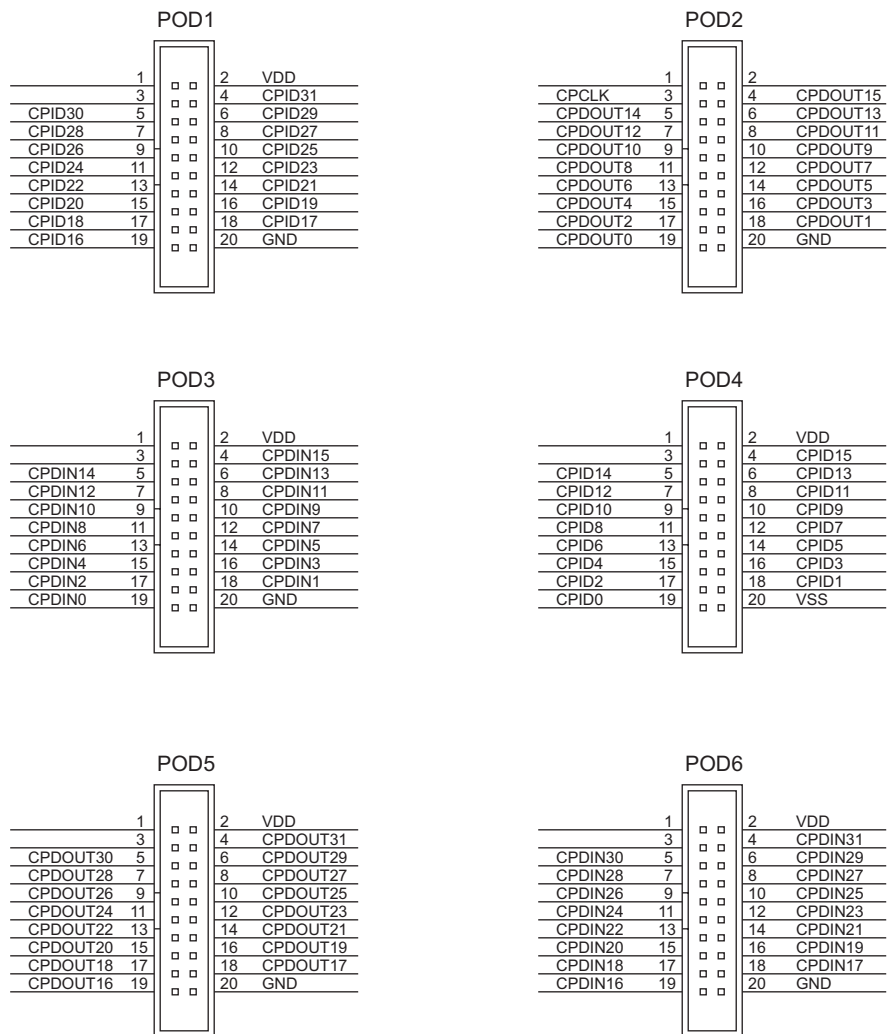 POD1
1 2 VDD
3 4 CPID31
CPID30 5 6 CPID29
CPID28 7 8 CPID27
CPID26 9 10 CPID25
CPID24 11 12 CPID23
CPID22 13 14 CPID21
CPID20 15 16 CPID19
CPID18 17 18 CPID17
CPID16 19 20 GND
POD2
1 2
CPCLK 3 4 CPDOUT15
CPDOUT14 5 6 CPDOUT13
CPDOUT12 7 8 CPDOUT11
CPDOUT10 9 10 CPDOUT9
CPDOUT8 11 12 CPDOUT7
CPDOUT6 13 14 CPDOUT5
CPDOUT4 15 16 CPDOUT3
CPDOUT2 17 18 CPDOUT1
CPDOUT0 19 20 GND
POD3
1 2 VDD
3 4 CPDIN15
CPDIN14 5 6 CPDIN13
CPDIN12 7 8 CPDIN11
CPDIN10 9 10 CPDIN9
CPDIN8 11 12 CPDIN7
CPDIN6 13 14 CPDIN5
CPDIN4 15 16 CPDIN3
CPDIN2 17 18 CPDIN1
CPDIN0 19 20 GND
POD4
1 2 VDD
3 4 CPID15
CPID14 5 6 CPID13
CPID12 7 8 CPID11
CPID10 9 10 CPID9
CPID8 11 12 CPID7
CPID6 13 14 CPID5
CPID4 15 16 CPID3
CPID2 17 18 CPID1
CPID0 19 20 VSS
POD5
1 2 VDD
3 4 CPDOUT31
CPDOUT30 5 6 CPDOUT29
CPDOUT28 7 8 CPDOUT27
CPDOUT26 9 10 CPDOUT25
CPDOUT24 11 12 CPDOUT23
CPDOUT22 13 14 CPDOUT21
CPDOUT20 15 16 CPDOUT19
CPDOUT18 17 18 CPDOUT17
CPDOUT16 19 20 GND
POD6
1 2 VDD
3 4 CPDIN31
CPDIN30 5 6 CPDIN29
CPDIN28 7 8 CPDIN27
CPDIN26 9 10 CPDIN25
CPDIN24 11 12 CPDIN23
CPDIN22 13 14 CPDIN21
CPDIN20 15 16 CPDIN19
CPDIN18 17 18 CPDIN17
CPDIN16 19 20 GND